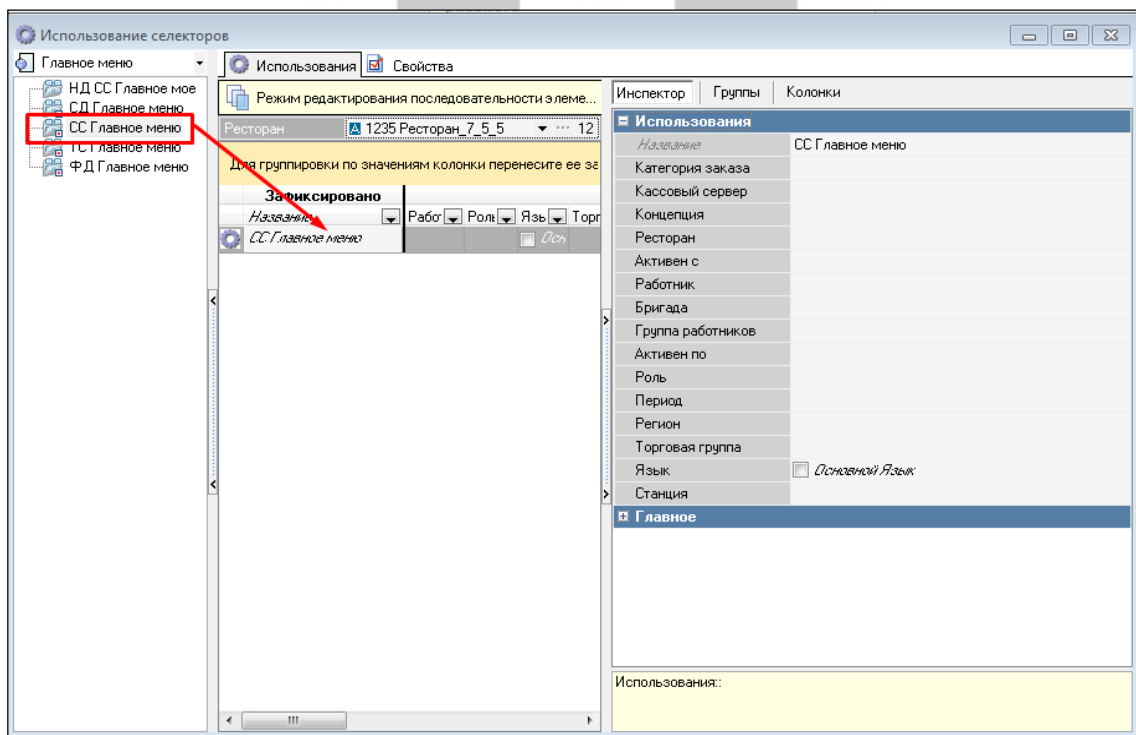 Использование селекторов
Главное меню
НД СС Главное мое
СД Главное меню
СС Главное меню
ТС Главное меню
ФД Главное меню
Использования Свойства
Режим редактирования последовательности элеме...
Ресторан 1235 Ресторан_7_5_5 ... 12
Для группировки по значениям колонки перенесите ее за
Зафиксировано
Название Рабо Роль Язы Торг
СС Главное меню Осн
Инспектор Группы Колонки
Использования
Название СС Главное меню
Категория заказа
Кассовый сервер
Концепция
Ресторан
Активен с
Работник
Бригада
Группа работников
Активен по
Роль
Период
Регион
Торговая группа
Язык Основной Язык
Станция
Главное
Использования::